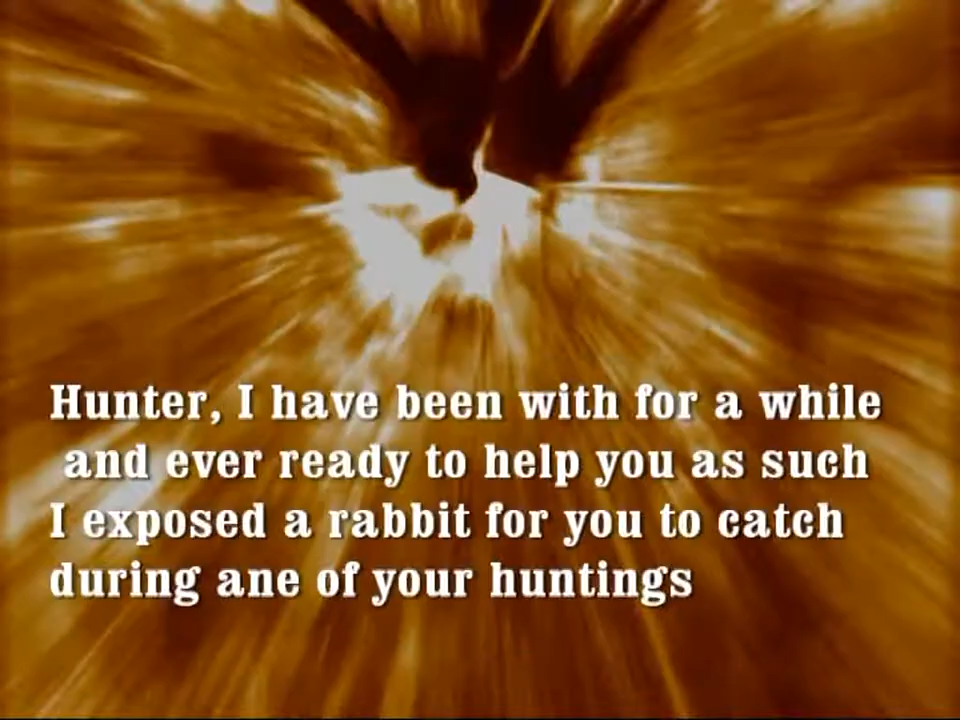 Hunter, I have been with for a while
and ever ready to help you as such
I exposed a rabbit for you to catch
during ane of your huntings